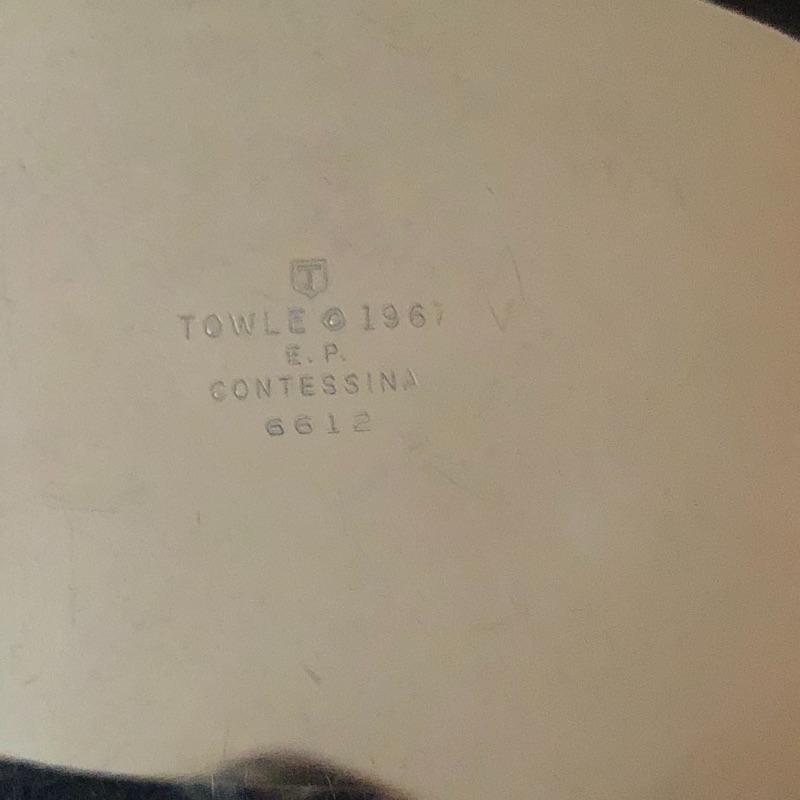 T
TOWLE © 1967
E.P.
CONTESSINA
6612